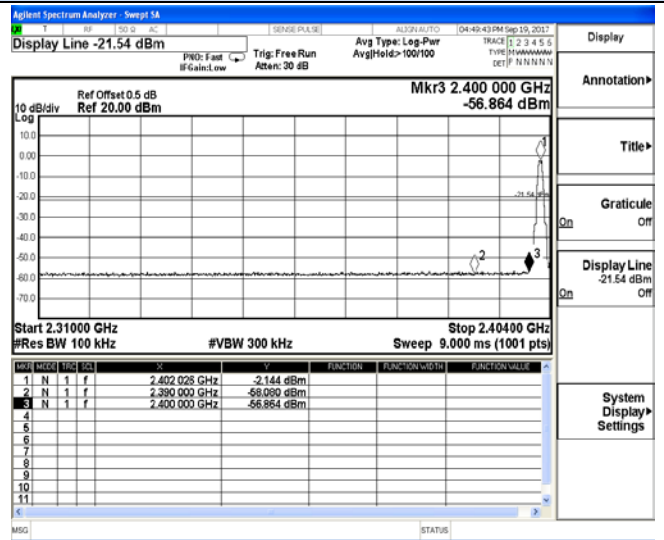 Agilent Spectrum Analyzer - Swept SA
T RF 50 Ω AC SENSE:PULSE ALIGN AUTO 04:49:43 PM Sep 19, 2017
Display Line -21.54 dBm
Avg Type: Log-Pwr
TRACE 1 2 3 4 5 6
PNO: Fast Trig: Free Run Avg|Hold:>100/100
TYPE
IFGain:Low Atten: 30 dB
DET P N N N N N
Display
Annotation
Title
Graticule
On Off
Display Line
-21.54 dBm
On Off
System
Display
Settings
Mkr3 2.400 000 GHz
-56.864 dBm
Ref Offset 0.5 dB
10 dB/div Ref 20.00 dBm
Log
10.0
0.00
-10.0
-20.0
-30.0
-40.0
-50.0
-60.0
-70.0
1
-21.54 dBm
2
3
Start 2.31000 GHz Stop 2.40400 GHz
#Res BW 100 kHz #VBW 300 kHz Sweep 9.000 ms (1001 pts)
MKR MODE TRC SCL X Y FUNCTION FUNCTION WIDTH FUNCTION VALUE
1 N 1 f 2.402 026 GHz -2.144 dBm
2 N 1 f 2.390 000 GHz -58.080 dBm
3 N 1 f 2.400 000 GHz -56.864 dBm
4
5
6
7
8
9
10
11
MSG STATUS